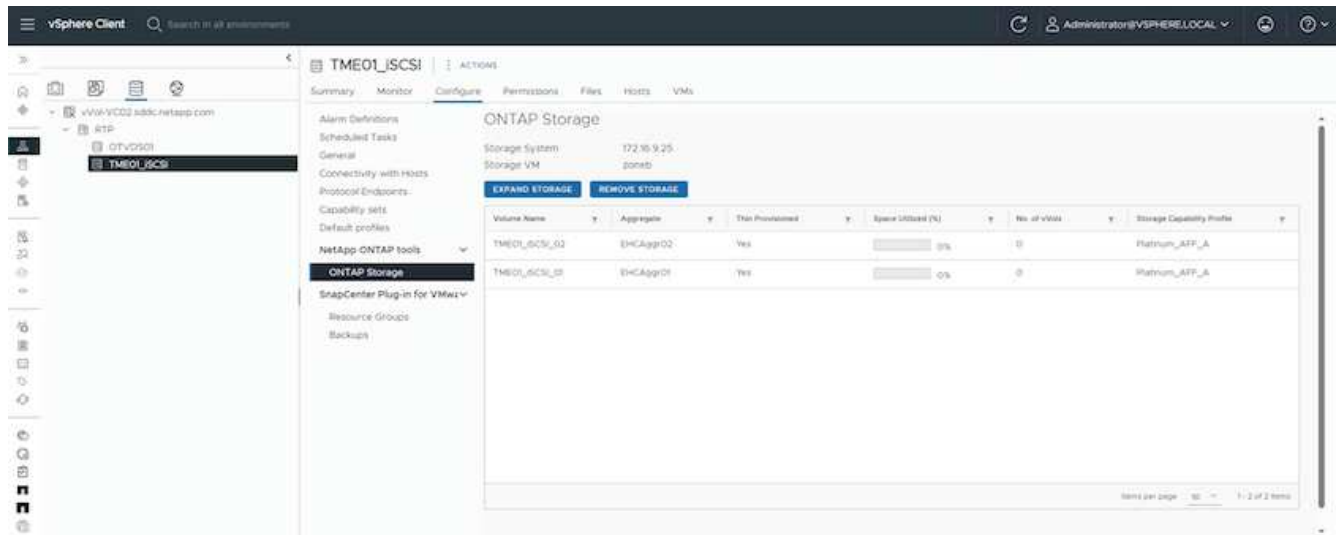 vSphere Client
Search in all environments
Administrator@VSPHERE.LOCAL
TME01_iSCSI
ACTIONS
Summary Monitor Configure Permissions Files Hosts VMs
vVol-VC02.sddc.netapp.com
RTP
OTVDS01
TME01_iSCSI
Alarm Definitions
Scheduled Tasks
General
Connectivity with Hosts
Protocol Endpoints
Capability sets
Default profiles
NetApp ONTAP tools
ONTAP Storage
SnapCenter Plug-in for VMwa
Resource Groups
Backups
ONTAP Storage
Storage System 172.16.9.25
Storage VM zoneb
EXPAND STORAGE REMOVE STORAGE
Volume Name Aggregate Thin Provisioned Space Utilized (%) No. of vVols Storage Capability Profile
TME01_iSCSI_02 EHCAggr02 Yes 0% 0 Platinum_AFF_A
TME01_iSCSI_01 EHCAggr01 Yes 0% 0 Platinum_AFF_A
Items per page 1 - 2 of 2 items